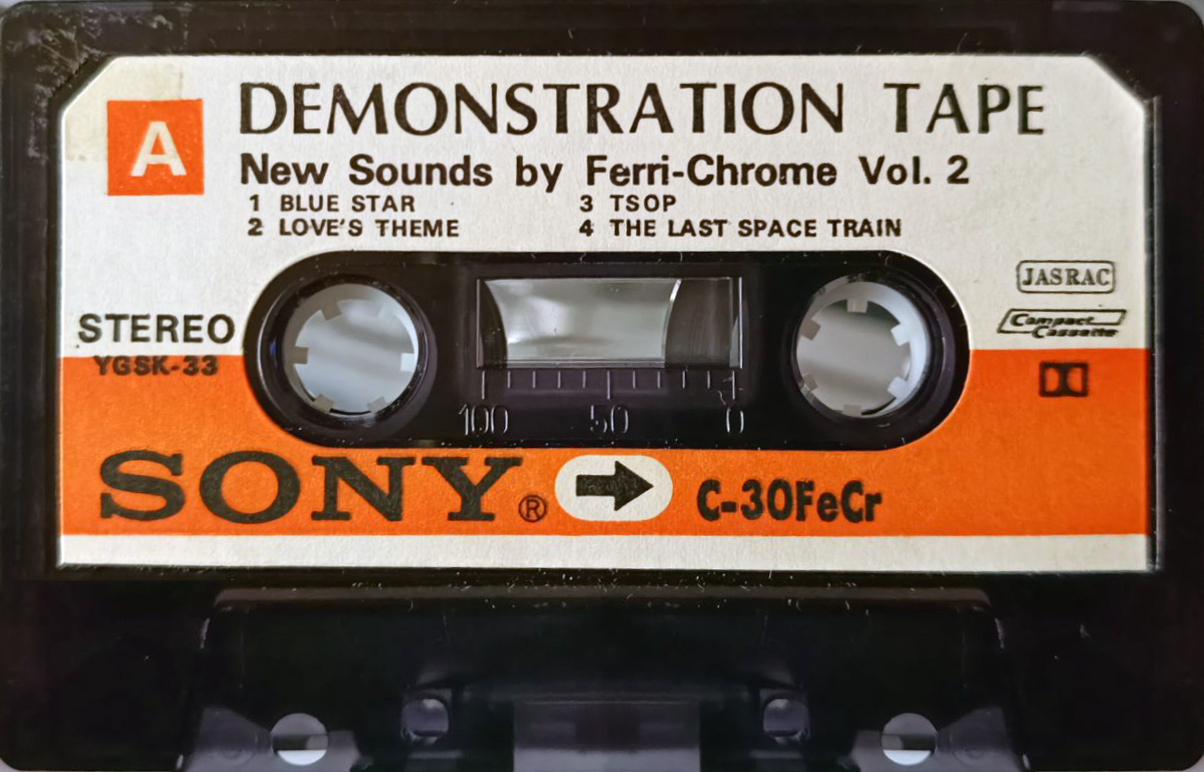 A
DEMONSTRATION TAPE
New Sounds by Ferri-Chrome Vol. 2
1 BLUE STAR 3 TSOP
2 LOVE'S THEME 4 THE LAST SPACE TRAIN
JASRAC
STEREO
Compact Cassette
YGSK-33
100 50 0
SONY® C-30FeCr